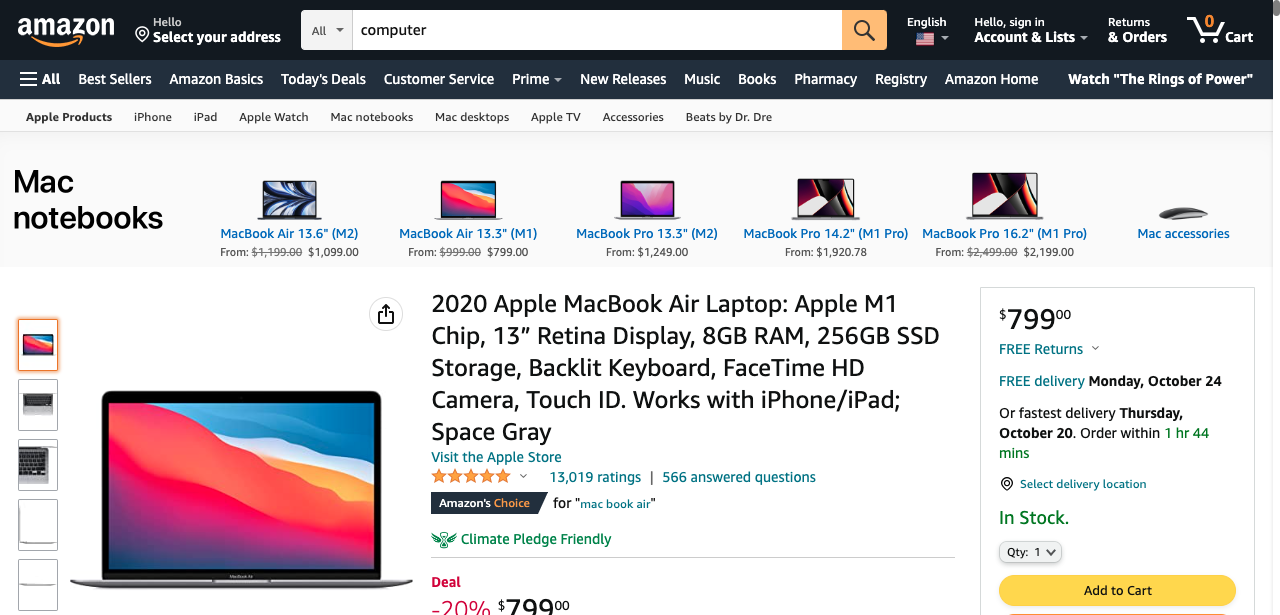 amazon
Hello
Select your address
All
computer
English
Hello, sign in
Account & Lists
Returns
& Orders
0
Cart
All
Best Sellers
Amazon Basics
Today's Deals
Customer Service
Prime
New Releases
Music
Books
Pharmacy
Registry
Amazon Home
Watch "The Rings of Power"
Apple Products
iPhone
iPad
Apple Watch
Mac notebooks
Mac desktops
Apple TV
Accessories
Beats by Dr. Dre
Mac
notebooks
MacBook Air 13.6" (M2)
From: $1,199.00 $1,099.00
MacBook Air 13.3" (M1)
From: $999.00 $799.00
MacBook Pro 13.3" (M2)
From: $1,249.00
MacBook Pro 14.2" (M1 Pro)
From: $1,920.78
MacBook Pro 16.2" (M1 Pro)
From: $2,499.00 $2,199.00
Mac accessories
2020 Apple MacBook Air Laptop: Apple M1
Chip, 13” Retina Display, 8GB RAM, 256GB SSD
Storage, Backlit Keyboard, FaceTime HD
Camera, Touch ID. Works with iPhone/iPad;
Space Gray
Visit the Apple Store
13,019 ratings | 566 answered questions
Amazon's Choice for "mac book air"
Climate Pledge Friendly
Deal
-20% $79900
MacBook Air
$79900
FREE Returns
FREE delivery Monday, October 24
Or fastest delivery Thursday,
October 20. Order within 1 hr 44
mins
Select delivery location
In Stock.
Qty: 1
Add to Cart